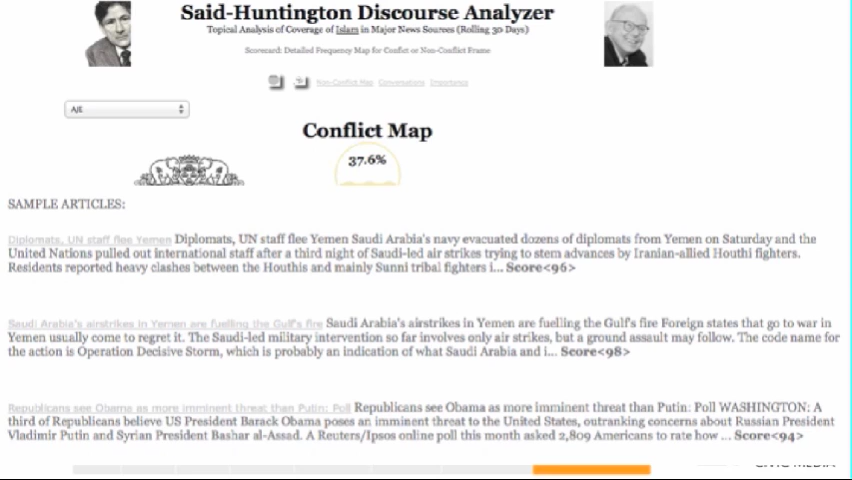 Said-Huntington Discourse Analyzer
Topical Analysis of Coverage of Islam in Major News Sources (Rolling 30 Days)
Scorecard: Detailed Frequency Map for Conflict or Non-Conflict Frame
Non-Conflict Map Conversations Importance
Conflict Map
37.6%
SAMPLE ARTICLES:
Diplomats, UN staff flee Yemen Diplomats, UN staff flee Yemen Saudi Arabia's navy evacuated dozens of diplomats from Yemen on Saturday and the
United Nations pulled out international staff after a third night of Saudi-led air strikes trying to stem advances by Iranian-allied Houthi fighters.
Residents reported heavy clashes between the Houthis and mainly Sunni tribal fighters i... Score<96>
Saudi Arabia's airstrikes in Yemen are fuelling the Gulf's fire Saudi Arabia's airstrikes in Yemen are fuelling the Gulf's fire Foreign states that go to war in
Yemen usually come to regret it. The Saudi-led military intervention so far involves only air strikes, but a ground assault may follow. The code name for
the action is Operation Decisive Storm, which is probably an indication of what Saudi Arabia and i... Score<98>
Republicans see Obama as more imminent threat than Putin: Poll Republicans see Obama as more imminent threat than Putin: Poll WASHINGTON: A
third of Republicans believe US President Barack Obama poses an imminent threat to the United States, outranking concerns about Russian President
Vladimir Putin and Syrian President Bashar al-Assad. A Reuters/Ipsos online poll this month asked 2,809 Americans to rate how ... Score<94>